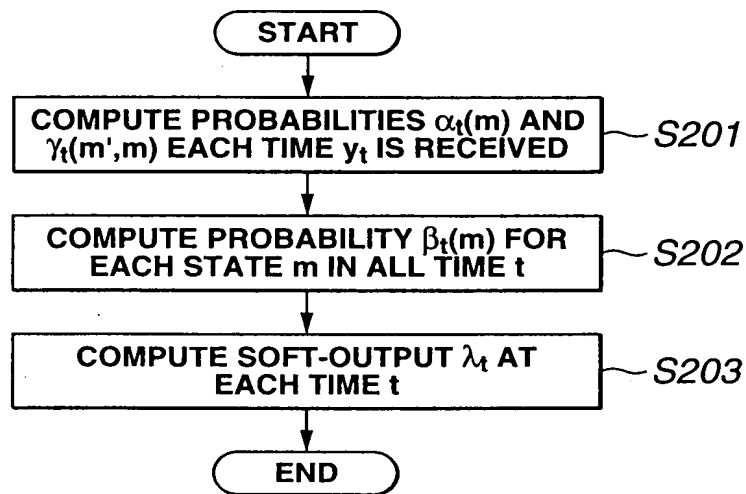 START
COMPUTE PROBABILITIES αt(m) AND
γt(m',m) EACH TIME yt IS RECEIVED
S201
COMPUTE PROBABILITY βt(m) FOR
EACH STATE m IN ALL TIME t
S202
COMPUTE SOFT-OUTPUT λt AT
EACH TIME t
S203
END